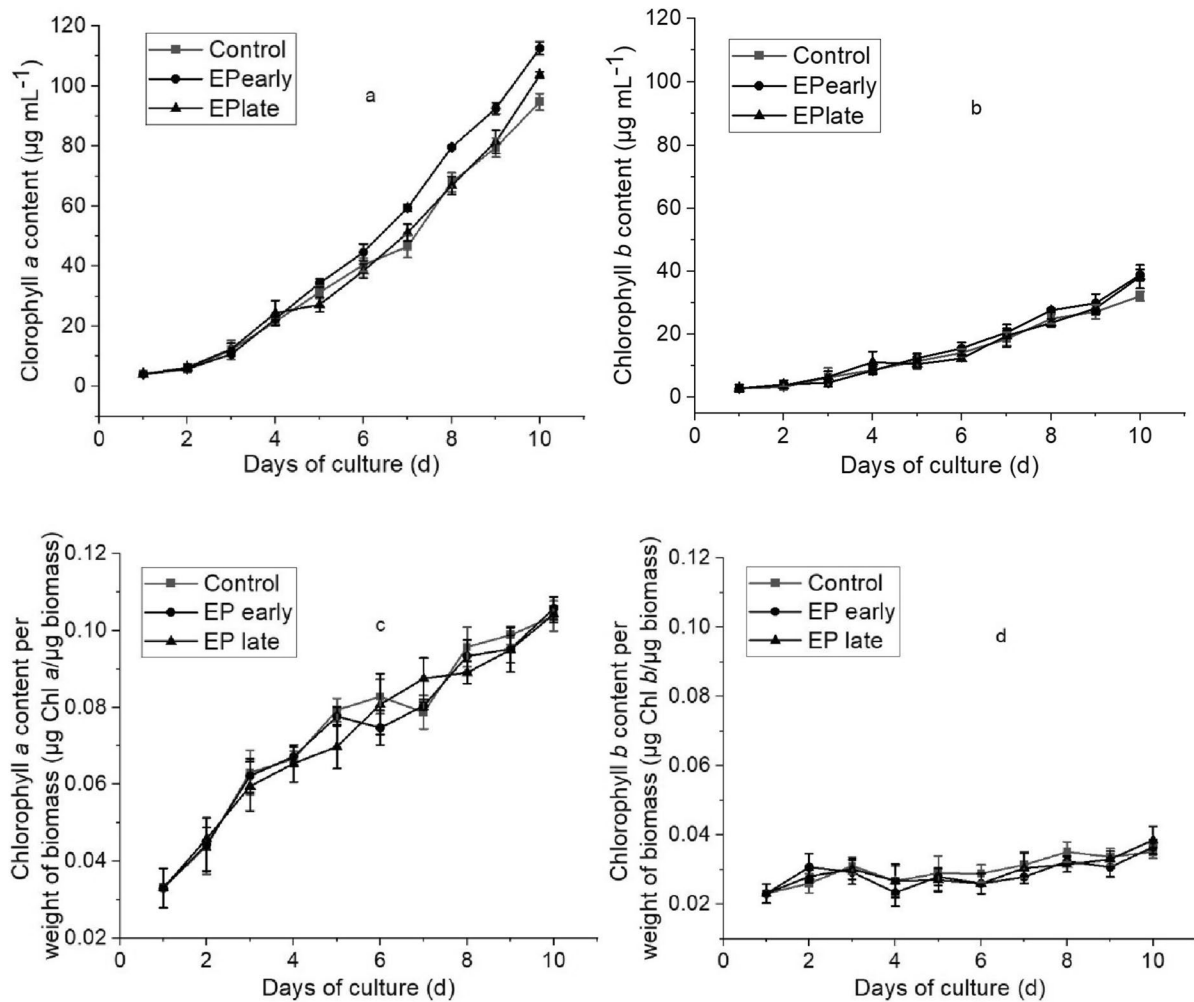 Clorophyll a content (µg mL⁻¹)
120
100
80
60
40
20
0
Control
EPearly
EPlate
a
0 2 4 6 8 10
Days of culture (d)
Chlorophyll b content (µg mL⁻¹)
120
100
80
60
40
20
0
Control
EPearly
EPlate
b
0 2 4 6 8 10
Days of culture (d)
Chlorophyll a content per
weight of biomass (µg Chl a/µg biomass)
0.12
0.10
0.08
0.06
0.04
0.02
Control
EP early
EP late
c
0 2 4 6 8 10
Days of culture (d)
Chlorophyll b content per
weight of biomass (µg Chl b/µg biomass)
0.12
0.10
0.08
0.06
0.04
0.02
Control
EP early
EP late
d
0 2 4 6 8 10
Days of culture (d)